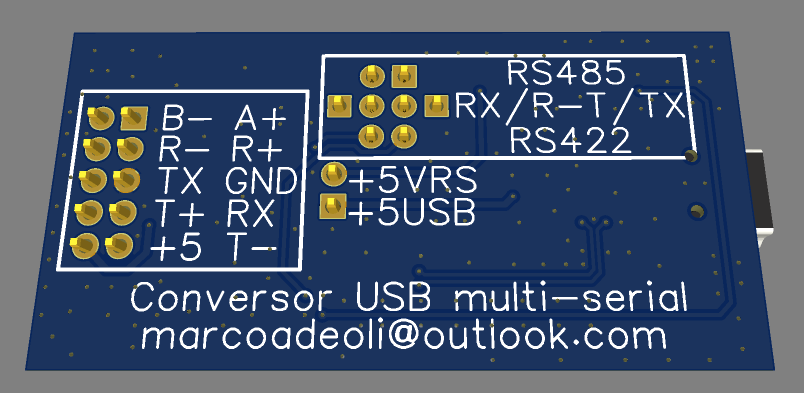 B- A+
R- R+
TX GND
T+ RX
+5 T-
RS485
RX/R-T/TX
RS422
+5VRS
+5USB
Conversor USB multi-serial
marcoadeoli@outlook.com